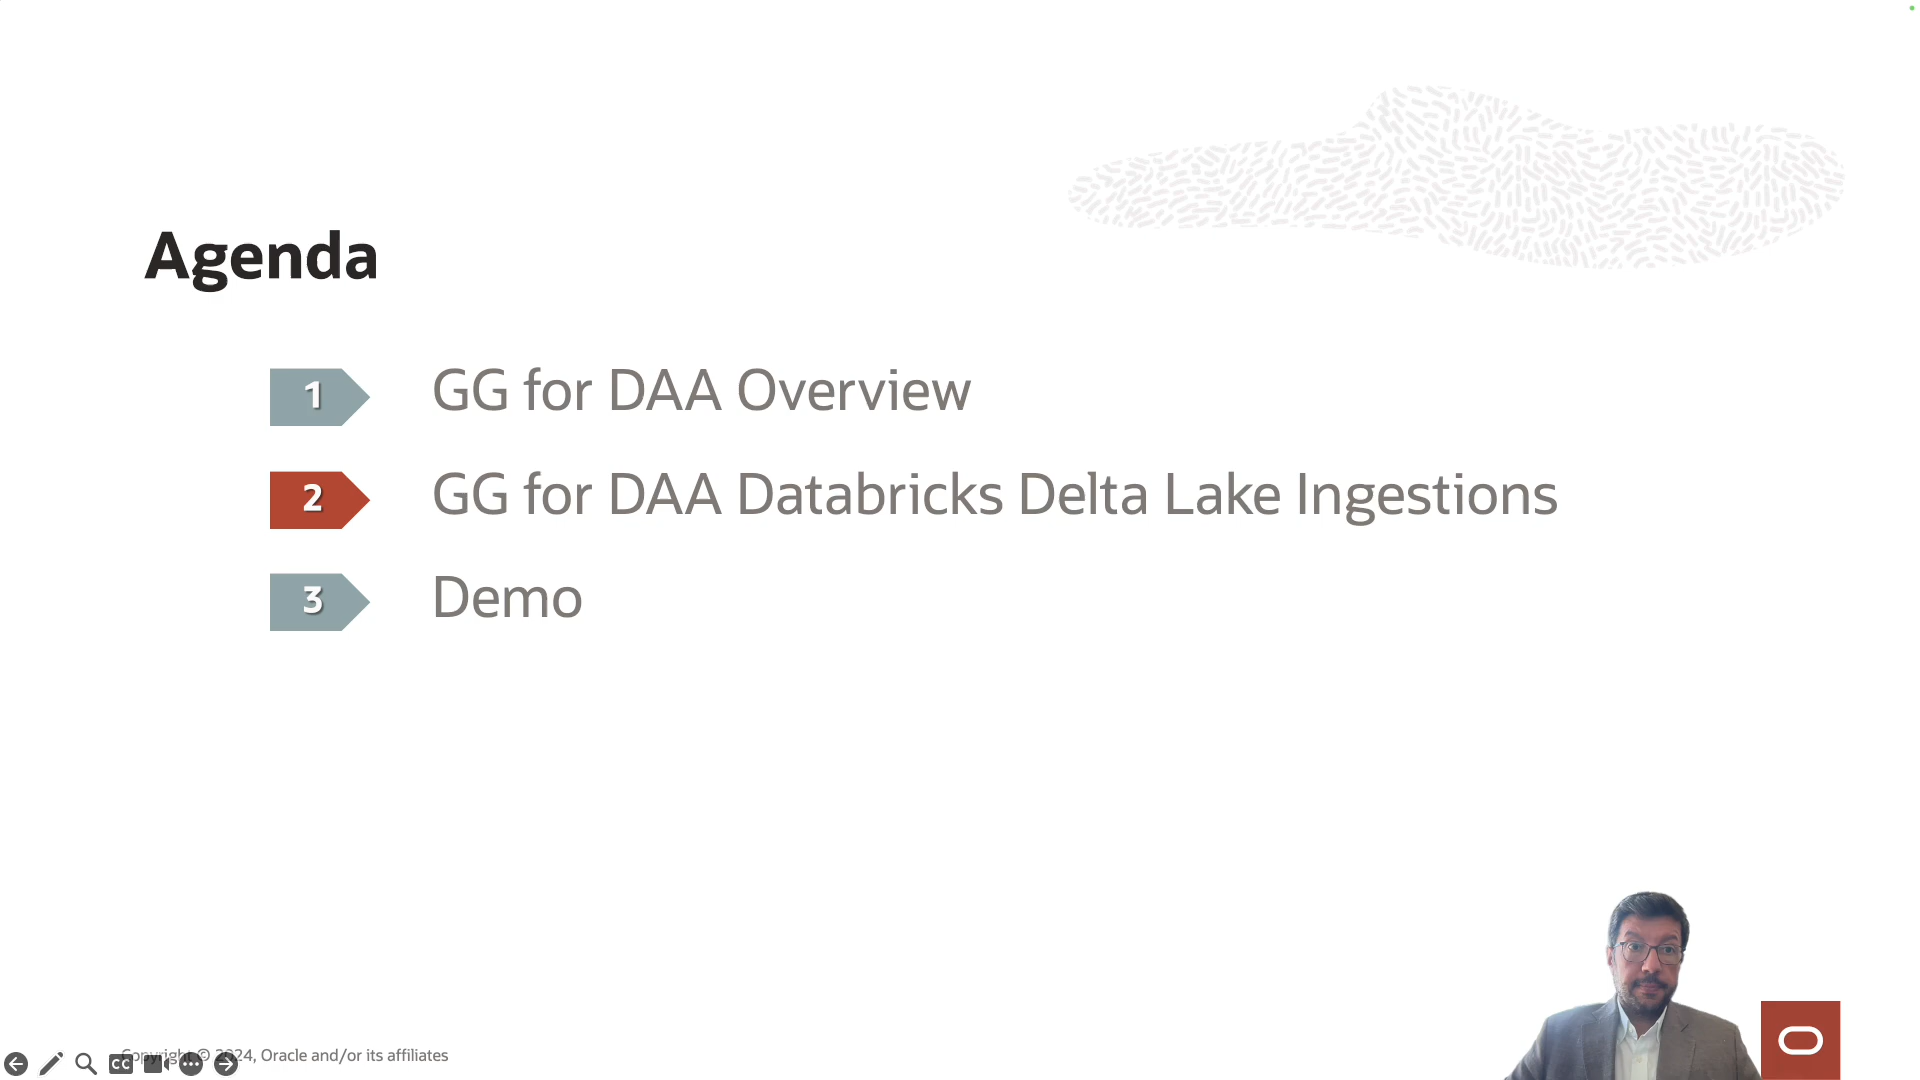 Agenda
1 GG for DAA Overview
2 GG for DAA Databricks Delta Lake Ingestions
3 Demo
Copyright © 2024, Oracle and/or its affiliates
CC